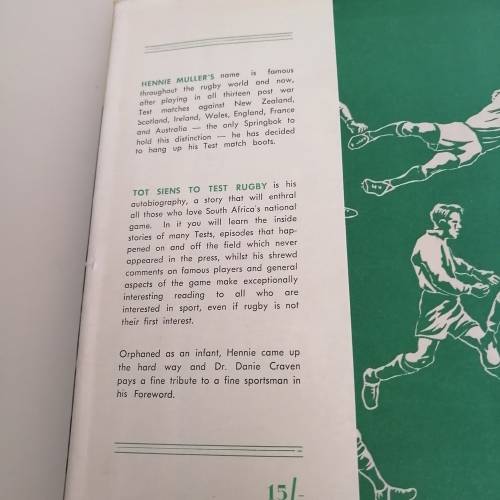 HENNIE MULLER'S name is famous
throughout the rugby world and now,
after playing in all thirteen post war
Test matches against New Zealand,
Scotland, Ireland, Wales, England, France
and Australia — the only Springbok to
hold this distinction — he has decided
to hang up his Test match boots.
TOT SIENS TO TEST RUGBY is his
autobiography, a story that will enthral
all those who love South Africa's national
game. In it you will learn the inside
stories of many Tests, episodes that hap-
pened on and off the field which never
appeared in the press, whilst his shrewd
comments on famous players and general
aspects of the game make exceptionally
interesting reading to all who are
interested in sport, even if rugby is not
their first interest.
Orphaned as an infant, Hennie came up
the hard way and Dr. Danie Craven
pays a fine tribute to a fine sportsman in
his Foreword.
15/-